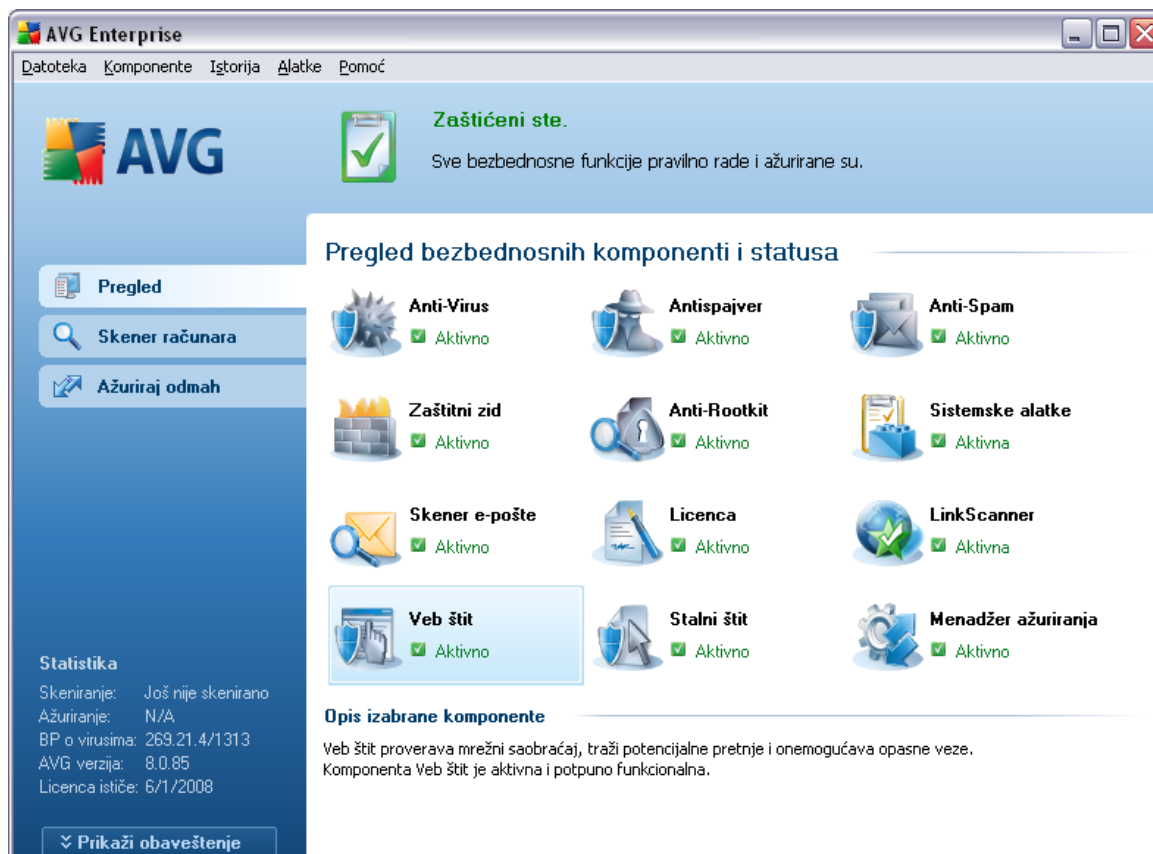 AVG Enterprise
Datoteka Komponente Istorija Alatke Pomoć
AVG
Zaštićeni ste.
Sve bezbednosne funkcije pravilno rade i ažurirane su.
Pregled
Skener računara
Ažuriraj odmah
Pregled bezbednosnih komponenti i statusa
Anti-Virus
Aktivno
Antispajver
Aktivno
Anti-Spam
Aktivno
Zaštitni zid
Aktivno
Anti-Rootkit
Aktivno
Sistemske alatke
Aktivna
Skener e-pošte
Aktivno
Licenca
Aktivno
LinkScanner
Aktivna
Veb štit
Aktivno
Stalni štit
Aktivno
Menadžer ažuriranja
Aktivno
Opis izabrane komponente
Veb štit proverava mrežni saobraćaj, traži potencijalne pretnje i onemogućava opasne veze.
Komponenta Veb štit je aktivna i potpuno funkcionalna.
Statistika
Skeniranje: Još nije skenirano
Ažuriranje: N/A
BP o virusima: 269.21.4/1313
AVG verzija: 8.0.85
Licenca ističe: 6/1/2008
Prikaži obaveštenje